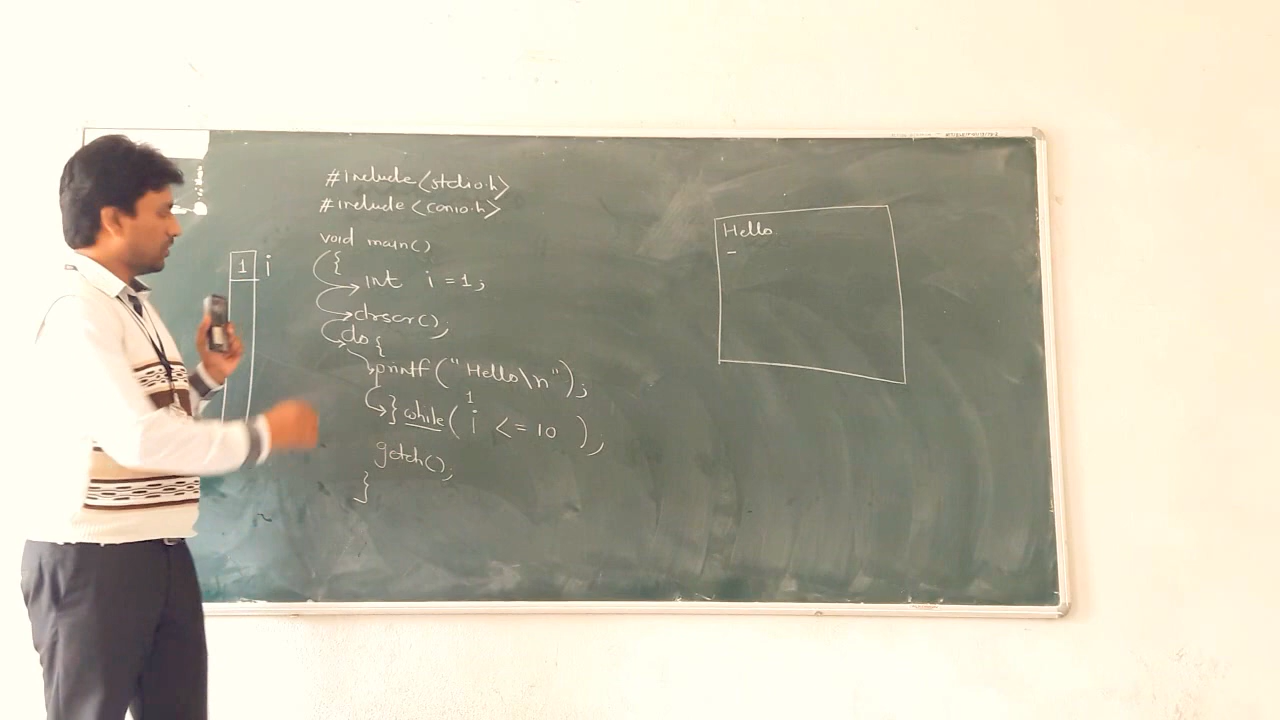 #include<stdio.h>
#include<conio.h>
void main()
{
int i = 1;
clrscr();
do {
printf("Hello\n");
1
} while( i <= 10 );
getch();
}
1 i
Hello